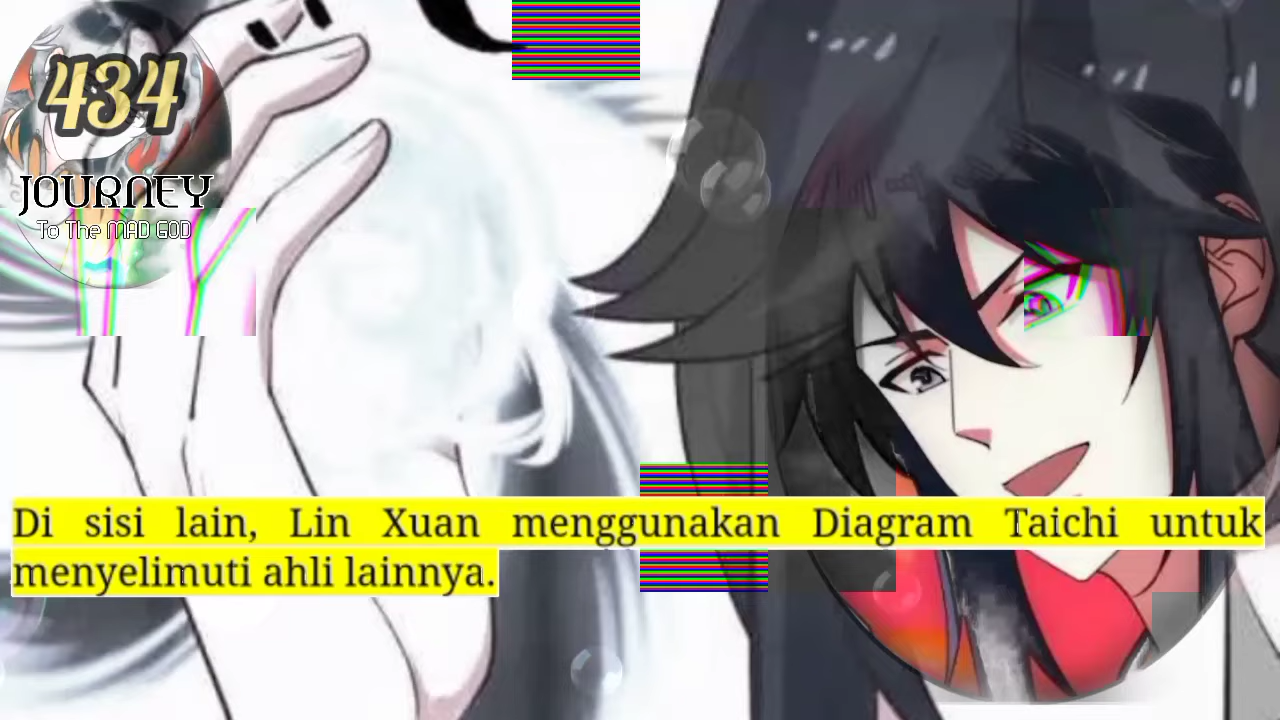 434
JOURNEY
To The MAD GOD
Di sisi lain, Lin Xuan menggunakan Diagram Taichi untuk
menyelimuti ahli lainnya.